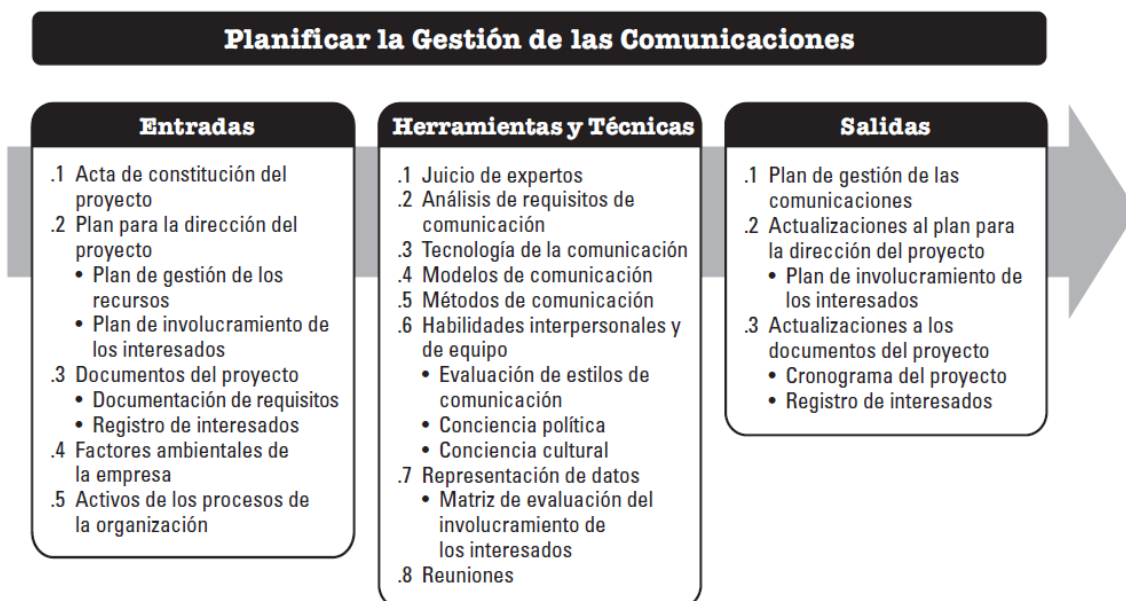 Planificar la Gestión de las Comunicaciones
Entradas
.1 Acta de constitución del
proyecto
.2 Plan para la dirección del
proyecto
• Plan de gestión de los
recursos
• Plan de involucramiento de
los interesados
.3 Documentos del proyecto
• Documentación de requisitos
• Registro de interesados
.4 Factores ambientales de
la empresa
.5 Activos de los procesos de
la organización
Herramientas y Técnicas
.1 Juicio de expertos
.2 Análisis de requisitos de
comunicación
.3 Tecnología de la comunicación
.4 Modelos de comunicación
.5 Métodos de comunicación
.6 Habilidades interpersonales y
de equipo
• Evaluación de estilos de
comunicación
• Conciencia política
• Conciencia cultural
.7 Representación de datos
• Matriz de evaluación del
involucramiento de
los interesados
.8 Reuniones
Salidas
.1 Plan de gestión de las
comunicaciones
.2 Actualizaciones al plan para
la dirección del proyecto
• Plan de involucramiento de
los interesados
.3 Actualizaciones a los
documentos del proyecto
• Cronograma del proyecto
• Registro de interesados